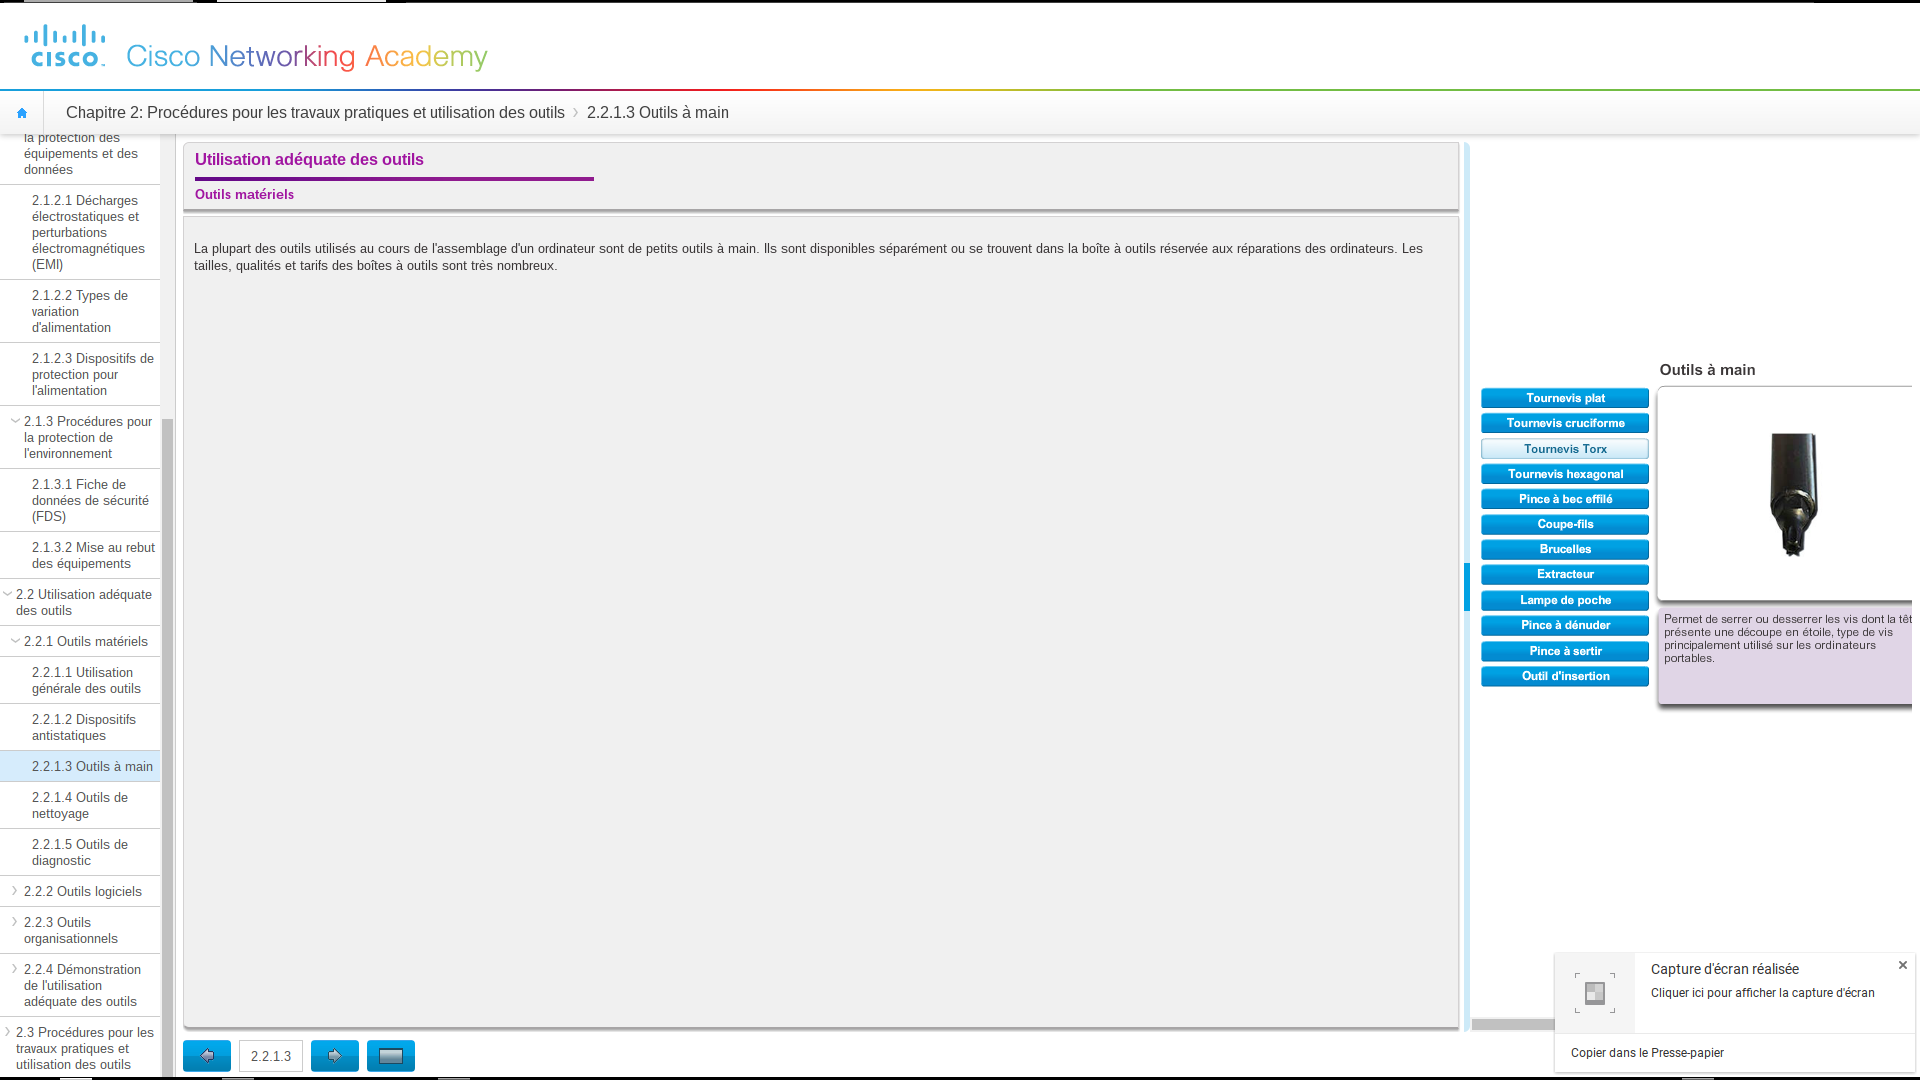 cisco
Cisco Networking Academy
Chapitre 2: Procédures pour les travaux pratiques et utilisation des outils
2.2.1.3 Outils à main
la protection des
équipements et des
données
2.1.2.1 Décharges
électrostatiques et
perturbations
électromagnétiques
(EMI)
2.1.2.2 Types de
variation
d'alimentation
2.1.2.3 Dispositifs de
protection pour
l'alimentation
2.1.3 Procédures pour
la protection de
l'environnement
2.1.3.1 Fiche de
données de sécurité
(FDS)
2.1.3.2 Mise au rebut
des équipements
2.2 Utilisation adéquate
des outils
2.2.1 Outils matériels
2.2.1.1 Utilisation
générale des outils
2.2.1.2 Dispositifs
antistatiques
2.2.1.3 Outils à main
2.2.1.4 Outils de
nettoyage
2.2.1.5 Outils de
diagnostic
2.2.2 Outils logiciels
2.2.3 Outils
organisationnels
2.2.4 Démonstration
de l'utilisation
adéquate des outils
2.3 Procédures pour les
travaux pratiques et
utilisation des outils
Utilisation adéquate des outils
Outils matériels
La plupart des outils utilisés au cours de l'assemblage d'un ordinateur sont de petits outils à main. Ils sont disponibles séparément ou se trouvent dans la boîte à outils réservée aux réparations des ordinateurs. Les
tailles, qualités et tarifs des boîtes à outils sont très nombreux.
2.2.1.3
Outils à main
Tournevis plat
Tournevis cruciforme
Tournevis Torx
Tournevis hexagonal
Pince à bec effilé
Coupe-fils
Brucelles
Extracteur
Lampe de poche
Pince à dénuder
Pince à sertir
Outil d'insertion
Permet de serrer ou desserrer les vis dont la têt
présente une découpe en étoile, type de vis
principalement utilisé sur les ordinateurs
portables.
Capture d'écran réalisée
Cliquer ici pour afficher la capture d'écran
Copier dans le Presse-papier